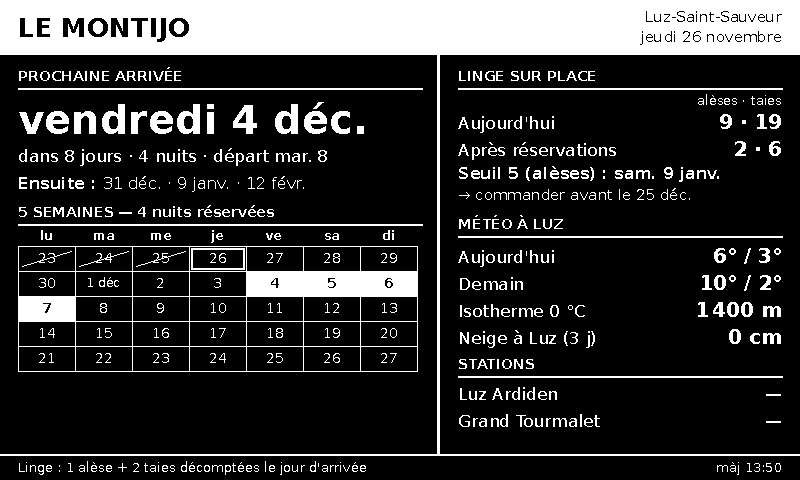 LE MONTIJO
Luz-Saint-Sauveur
jeudi 26 novembre
PROCHAINE ARRIVÉE
vendredi 4 déc.
dans 8 jours · 4 nuits · départ mar. 8
Ensuite : 31 déc. · 9 janv. · 12 févr.
5 SEMAINES — 4 nuits réservées
lu ma me je ve sa di
23 24 25 26 27 28 29
30 1 déc 2 3 4 5 6
7 8 9 10 11 12 13
14 15 16 17 18 19 20
21 22 23 24 25 26 27
LINGE SUR PLACE
alèses · taies
Aujourd'hui 9 · 19
Après réservations 2 · 6
Seuil 5 (alèses) : sam. 9 janv.
→ commander avant le 25 déc.
MÉTÉO À LUZ
Aujourd'hui 6° / 3°
Demain 10° / 2°
Isotherme 0 °C 1400 m
Neige à Luz (3 j) 0 cm
STATIONS
Luz Ardiden —
Grand Tourmalet —
Linge : 1 alèse + 2 taies décomptées le jour d'arrivée
màj 13:50